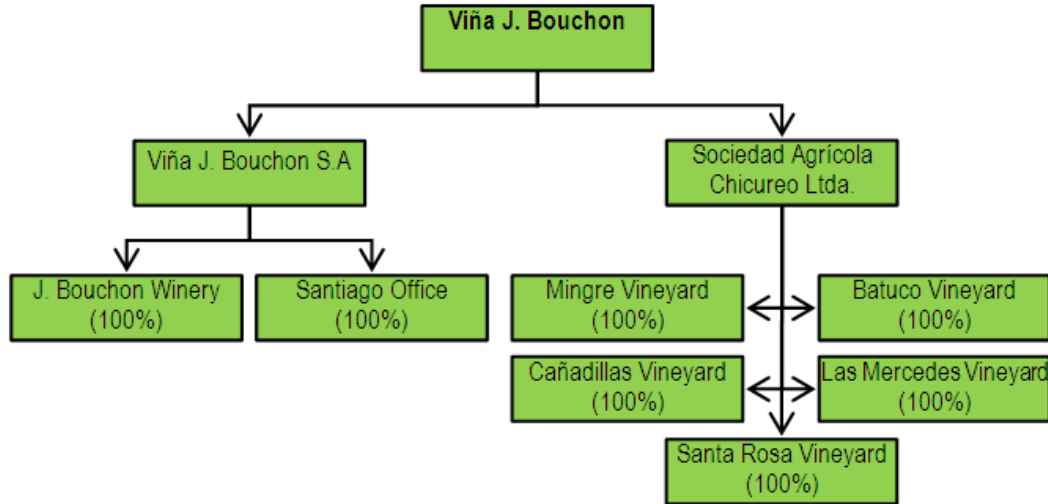 Viña J. Bouchon
Viña J. Bouchon S.A
Sociedad Agrícola
Chicureo Ltda.
J. Bouchon Winery
(100%)
Santiago Office
(100%)
Mingre Vineyard
(100%)
Batuco Vineyard
(100%)
Cañadillas Vineyard
(100%)
Las Mercedes Vineyard
(100%)
Santa Rosa Vineyard
(100%)